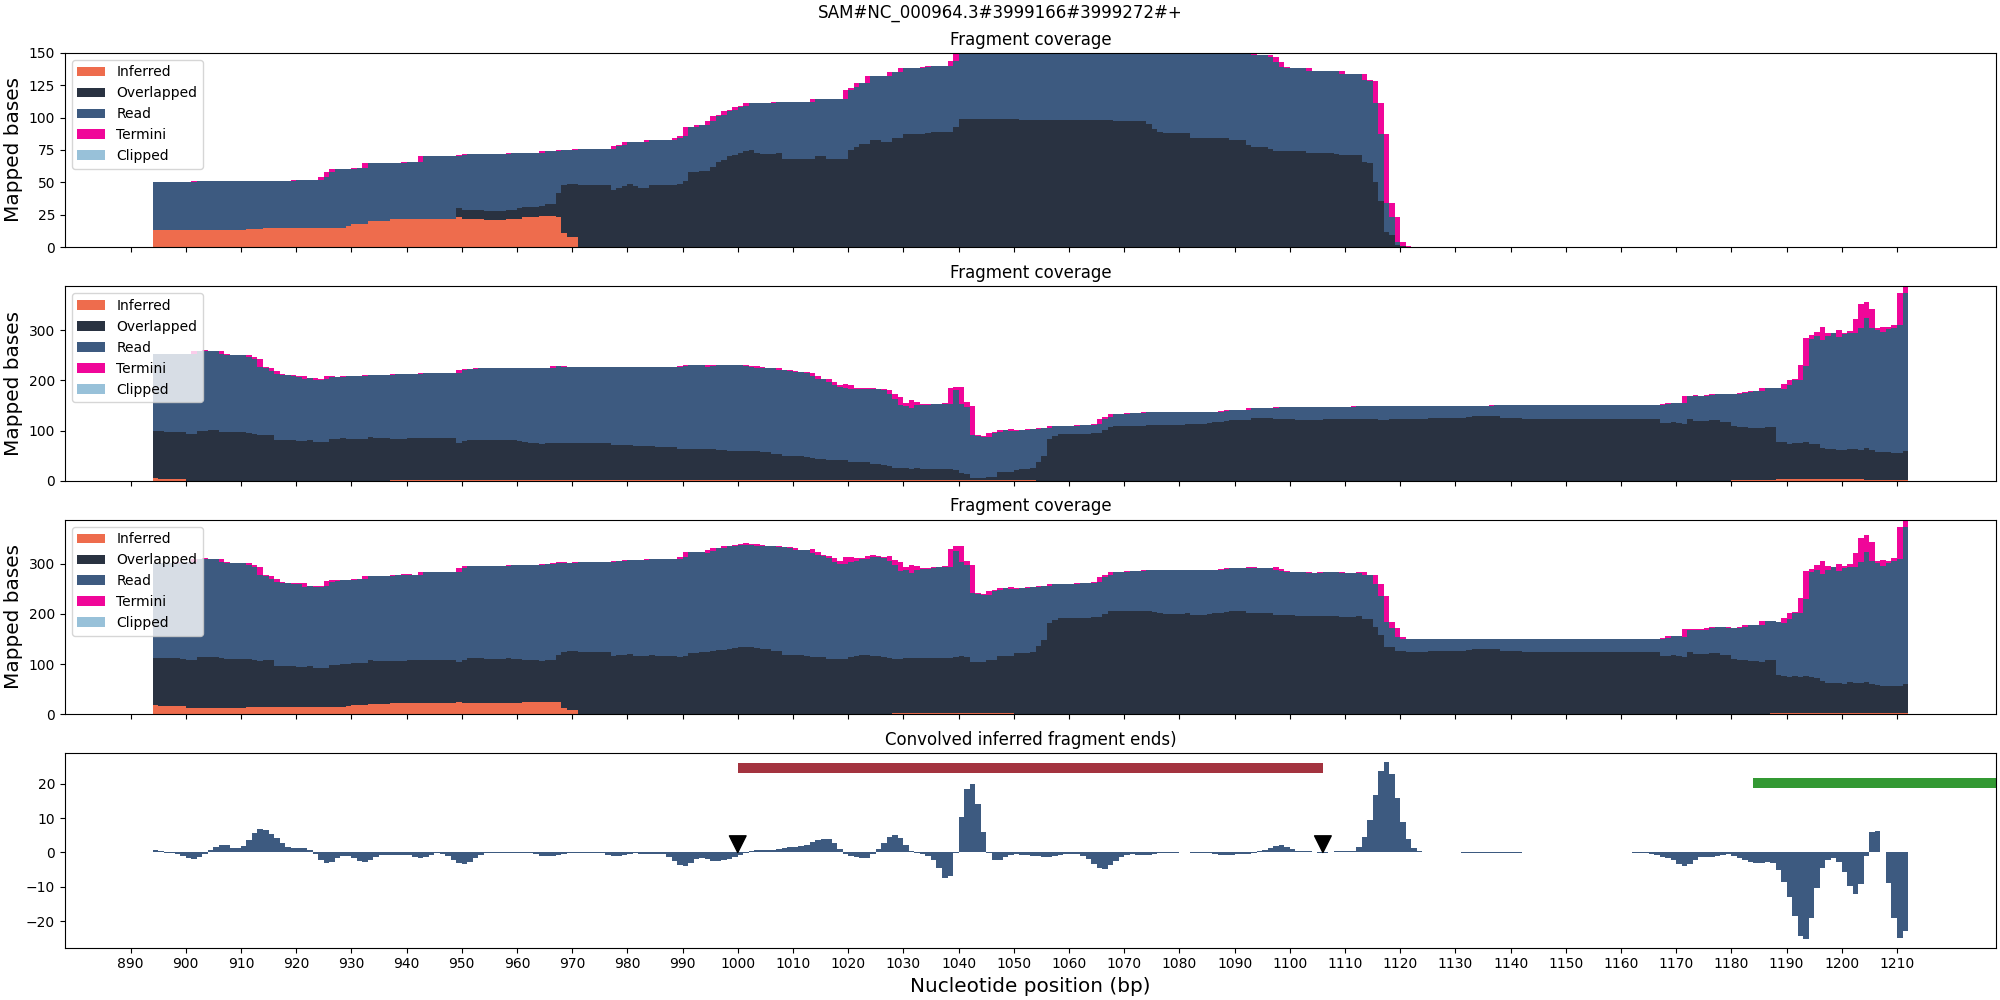 SAM#NC_000964.3#3999166#3999272#+
Fragment coverage
Mapped bases
150
125
100
75
50
25
0
Inferred
Overlapped
Read
Termini
Clipped
Fragment coverage
Mapped bases
300
200
100
0
Inferred
Overlapped
Read
Termini
Clipped
Fragment coverage
Mapped bases
300
200
100
0
Inferred
Overlapped
Read
Termini
Clipped
Convolved inferred fragment ends)
20
10
0
−10
−20
890 900 910 920 930 940 950 960 970 980 990 1000 1010 1020 1030 1040 1050 1060 1070 1080 1090 1100 1110 1120 1130 1140 1150 1160 1170 1180 1190 1200 1210
Nucleotide position (bp)